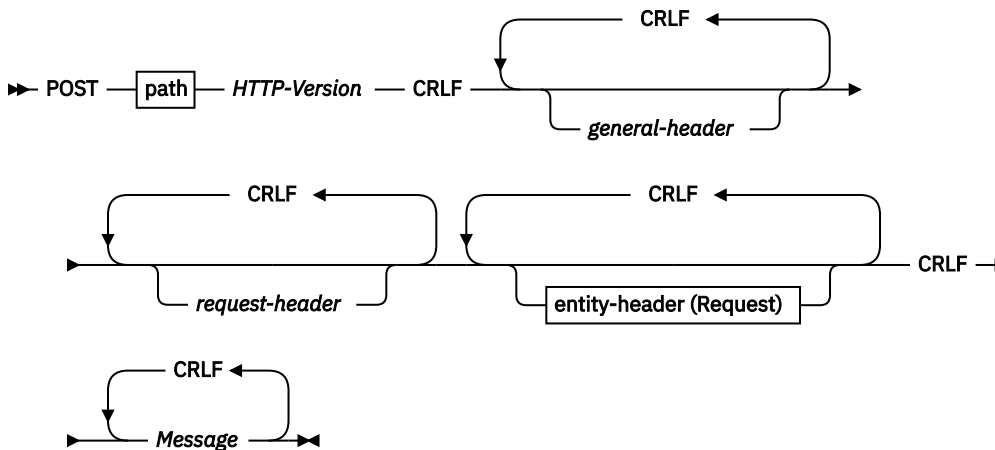 CRLF
POST path HTTP-Version CRLF
general-header
CRLF CRLF
CRLF
request-header entity-header (Request)
CRLF
Message